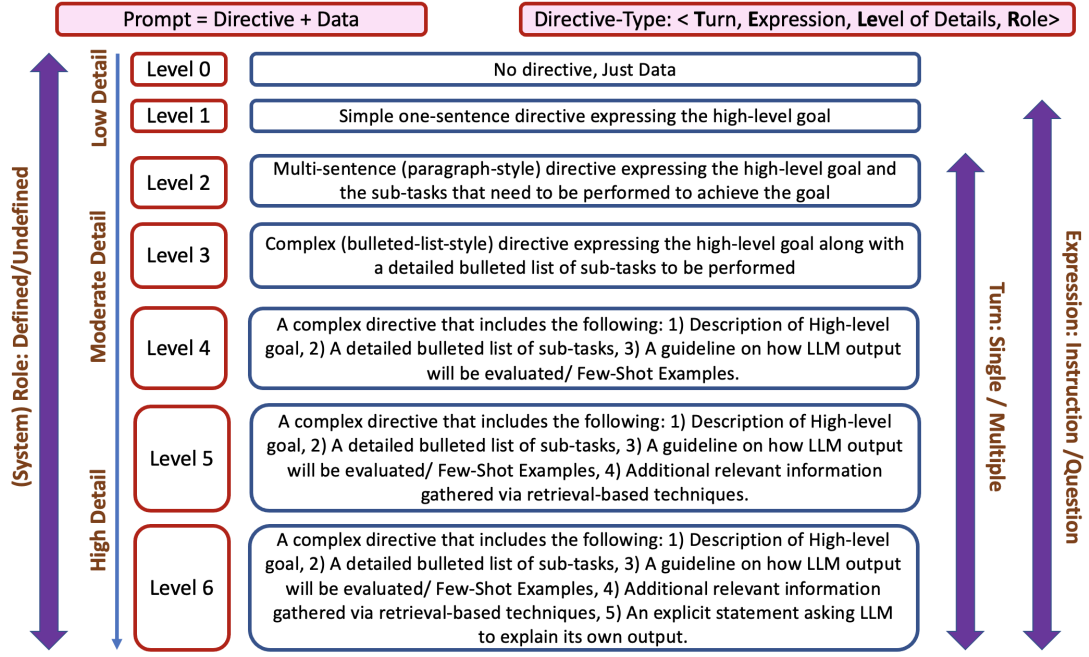 Prompt = Directive + Data
Directive-Type: < Turn, Expression, Level of Details, Role>
(System) Role: Defined/Undefined
Low Detail
Moderate Detail
High Detail
Level 0
No directive, Just Data
Level 1
Simple one-sentence directive expressing the high-level goal
Level 2
Multi-sentence (paragraph-style) directive expressing the high-level goal and
the sub-tasks that need to be performed to achieve the goal
Level 3
Complex (bulleted-list-style) directive expressing the high-level goal along with
a detailed bulleted list of sub-tasks to be performed
Level 4
A complex directive that includes the following: 1) Description of High-level
goal, 2) A detailed bulleted list of sub-tasks, 3) A guideline on how LLM output
will be evaluated/ Few-Shot Examples.
Level 5
A complex directive that includes the following: 1) Description of High-level
goal, 2) A detailed bulleted list of sub-tasks, 3) A guideline on how LLM output
will be evaluated/ Few-Shot Examples, 4) Additional relevant information
gathered via retrieval-based techniques.
Level 6
A complex directive that includes the following: 1) Description of High-level
goal, 2) A detailed bulleted list of sub-tasks, 3) A guideline on how LLM output
will be evaluated/ Few-Shot Examples, 4) Additional relevant information
gathered via retrieval-based techniques, 5) An explicit statement asking LLM
to explain its own output.
Turn: Single / Multiple
Expression: Instruction /Question